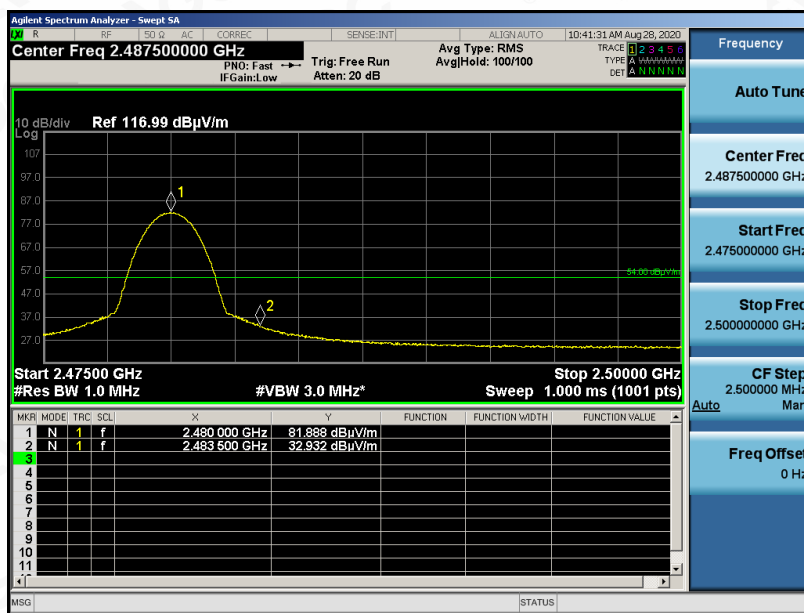 Agilent Spectrum Analyzer - Swept SA
LXI R RF 50 Ω AC CORREC SENSE:INT ALIGN AUTO 10:41:31 AM Aug 28, 2020
Center Freq 2.487500000 GHz
PNO: Fast
IFGain:Low
Trig: Free Run
Atten: 20 dB
Avg Type: RMS
Avg|Hold: 100/100
TRACE 1 2 3 4 5 6
TYPE A WWWWW
DET A N N N N N
Frequency
Auto Tune
Center Freq
2.487500000 GHz
Start Freq
2.475000000 GHz
Stop Freq
2.500000000 GHz
CF Step
2.500000 MHz
Auto Man
Freq Offset
0 Hz
10 dB/div Ref 116.99 dBµV/m
Log
107
97.0
87.0
77.0
67.0
57.0
47.0
37.0
27.0
1
2
54.00 dBµV/m
Start 2.47500 GHz Stop 2.50000 GHz
#Res BW 1.0 MHz #VBW 3.0 MHz* Sweep 1.000 ms (1001 pts)
MKR MODE TRC SCL X Y FUNCTION FUNCTION WIDTH FUNCTION VALUE
1 N 1 f 2.480 000 GHz 81.888 dBµV/m
2 N 1 f 2.483 500 GHz 32.932 dBµV/m
3
4
5
6
7
8
9
10
11
MSG STATUS